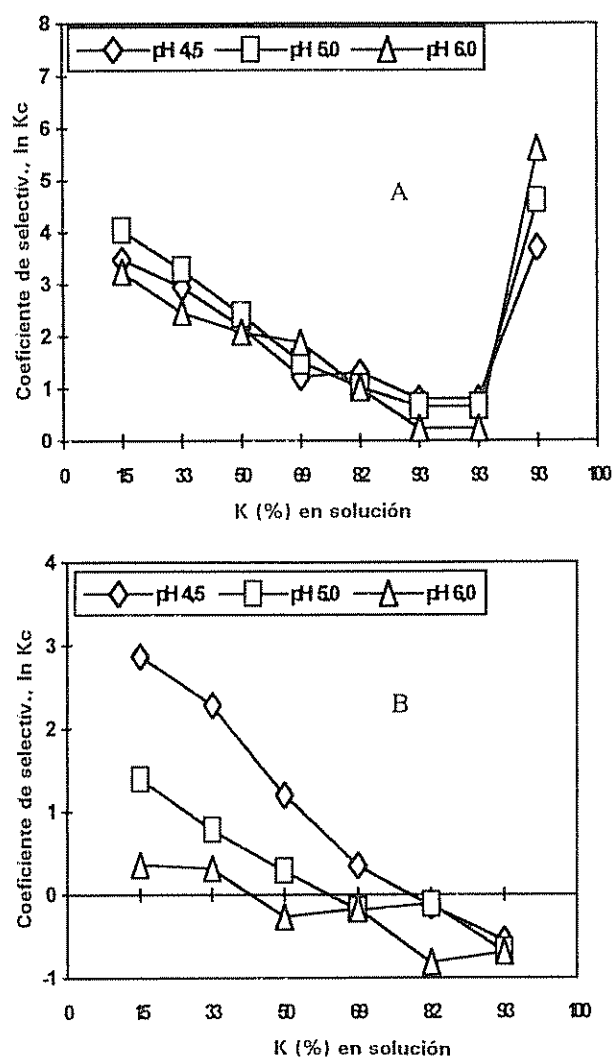 8
pH 4,5 pH 5,0 pH 6,0
7
6
5
4
3
2
1
0
Coeficiente de selectiv., ln Kc
A
0 15 33 50 69 82 93 93 93 100
K (%) en solución
4
pH 4,5 pH 5,0 pH 6,0
3
2
1
0
-1
Coeficiente de selectiv., ln Kc
B
0 15 33 50 69 82 93 100
K (%) en solución